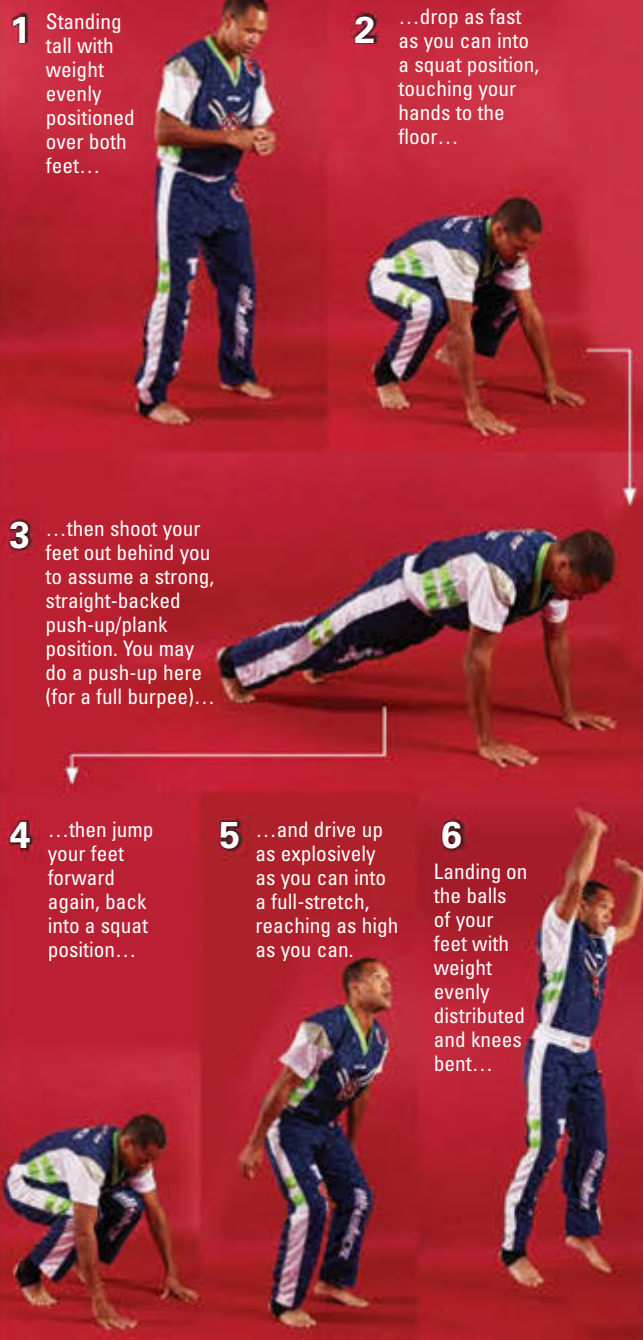 1
Standing
tall with
weight
evenly
positioned
over both
feet…
2
…drop as fast
as you can into
a squat position,
touching your
hands to the
floor…
3
…then shoot your
feet out behind you
to assume a strong,
straight-backed
push-up/plank
position. You may
do a push-up here
(for a full burpee)…
4
…then jump
your feet
forward
again, back
into a squat
position…
5
…and drive up
as explosively
as you can into
a full-stretch,
reaching as high
as you can.
6
Landing on
the balls
of your
feet with
weight
evenly
distributed
and knees
bent…